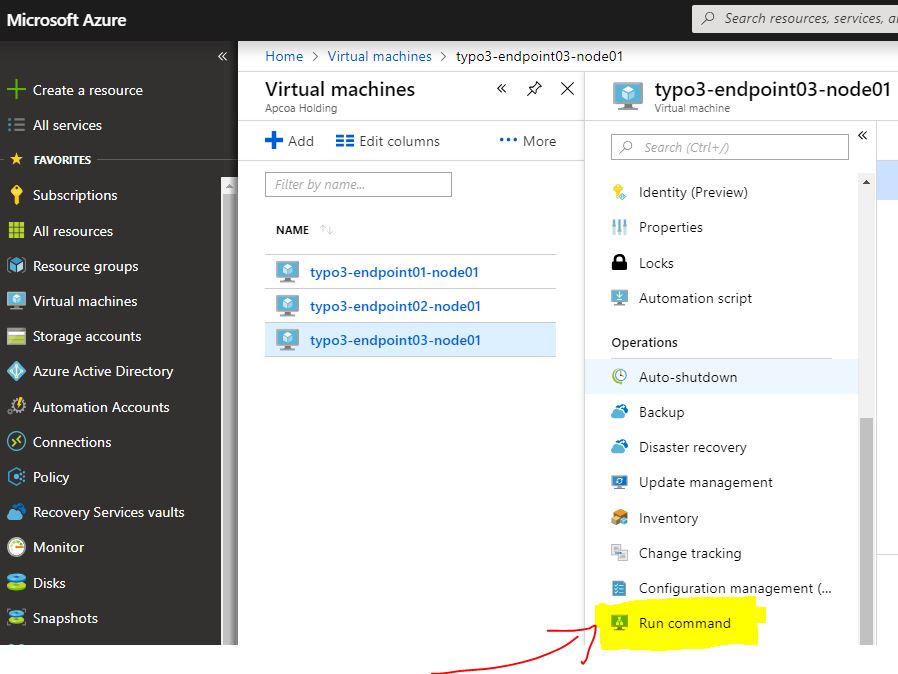 Microsoft Azure
Search resources, services, a
Create a resource
All services
FAVORITES
Subscriptions
All resources
Resource groups
Virtual machines
Storage accounts
Azure Active Directory
Automation Accounts
Connections
Policy
Recovery Services vaults
Monitor
Disks
Snapshots
Home > Virtual machines > typo3-endpoint03-node01
Virtual machines
Apcoa Holding
Add Edit columns More
Filter by name...
NAME
typo3-endpoint01-node01
typo3-endpoint02-node01
typo3-endpoint03-node01
typo3-endpoint03-node01
Virtual machine
Search (Ctrl+/)
Identity (Preview)
Properties
Locks
Automation script
Operations
Auto-shutdown
Backup
Disaster recovery
Update management
Inventory
Change tracking
Configuration management (...
Run command